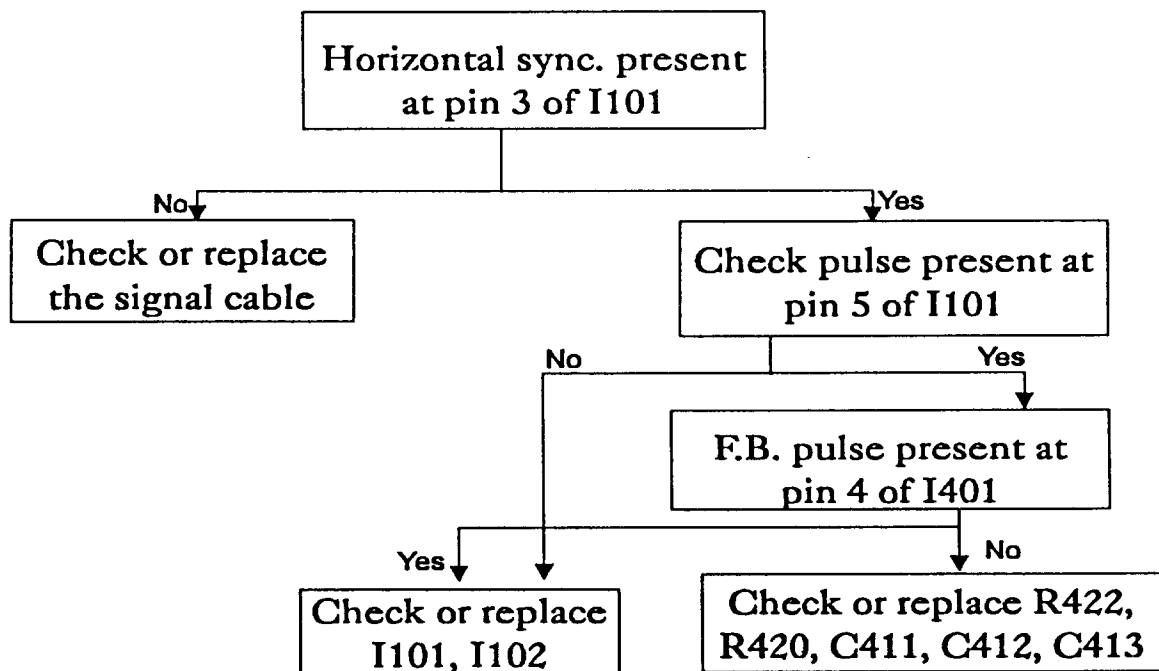 Horizontal sync. present
at pin 3 of I101
No
Yes
Check or replace
the signal cable
Check pulse present at
pin 5 of I101
No
Yes
F.B. pulse present at
pin 4 of I401
Yes
No
Check or replace
I101, I102
Check or replace R422,
R420, C411, C412, C413